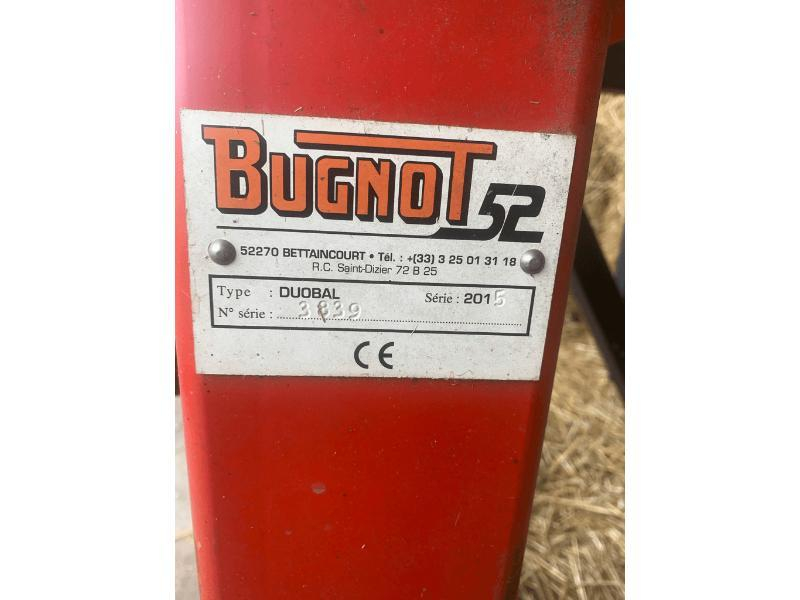 BUGNOT 52
52270 BETTAINCOURT • Tél. : +(33) 3 25 01 31 18
R.C. Saint-Dizier 72 B 25
Type : DUOBAL Série : 2015
N° série : 3839
CE